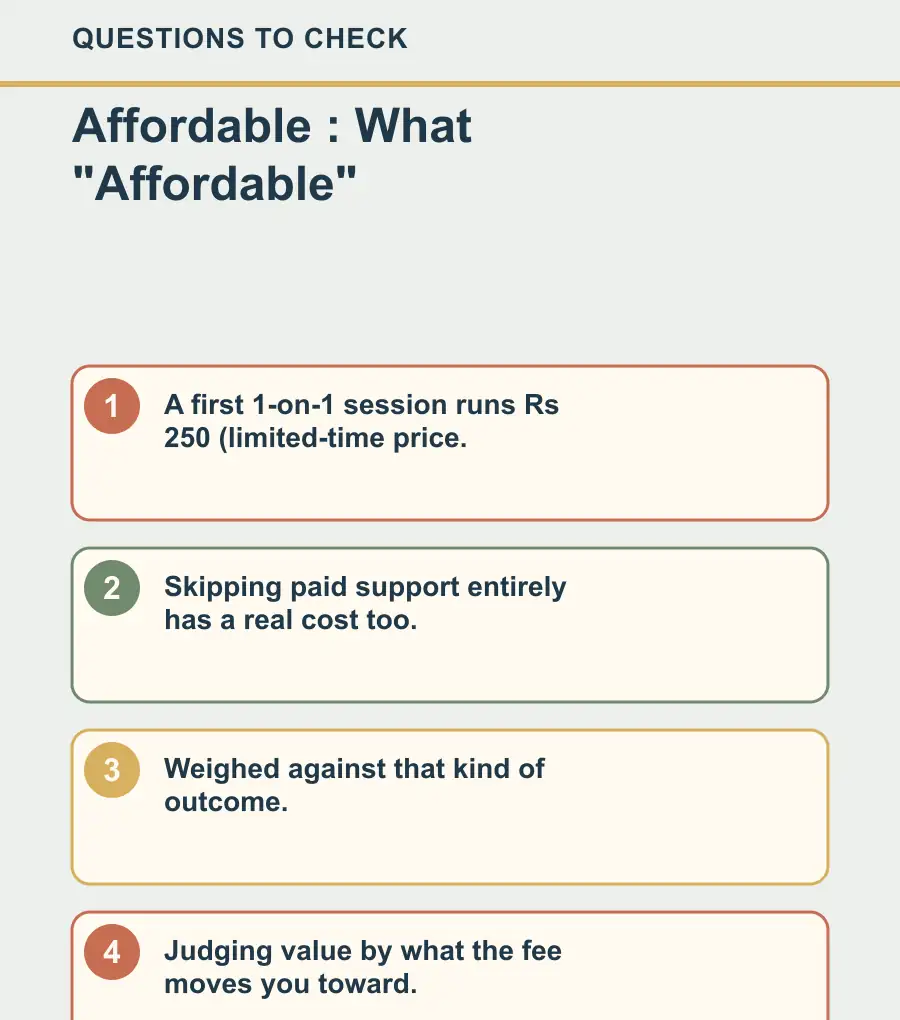 QUESTIONS TO CHECK
Affordable : What
"Affordable"
1
A first 1-on-1 session runs Rs
250 (limited-time price.
2
Skipping paid support entirely
has a real cost too.
3
Weighed against that kind of
outcome.
4
Judging value by what the fee
moves you toward.